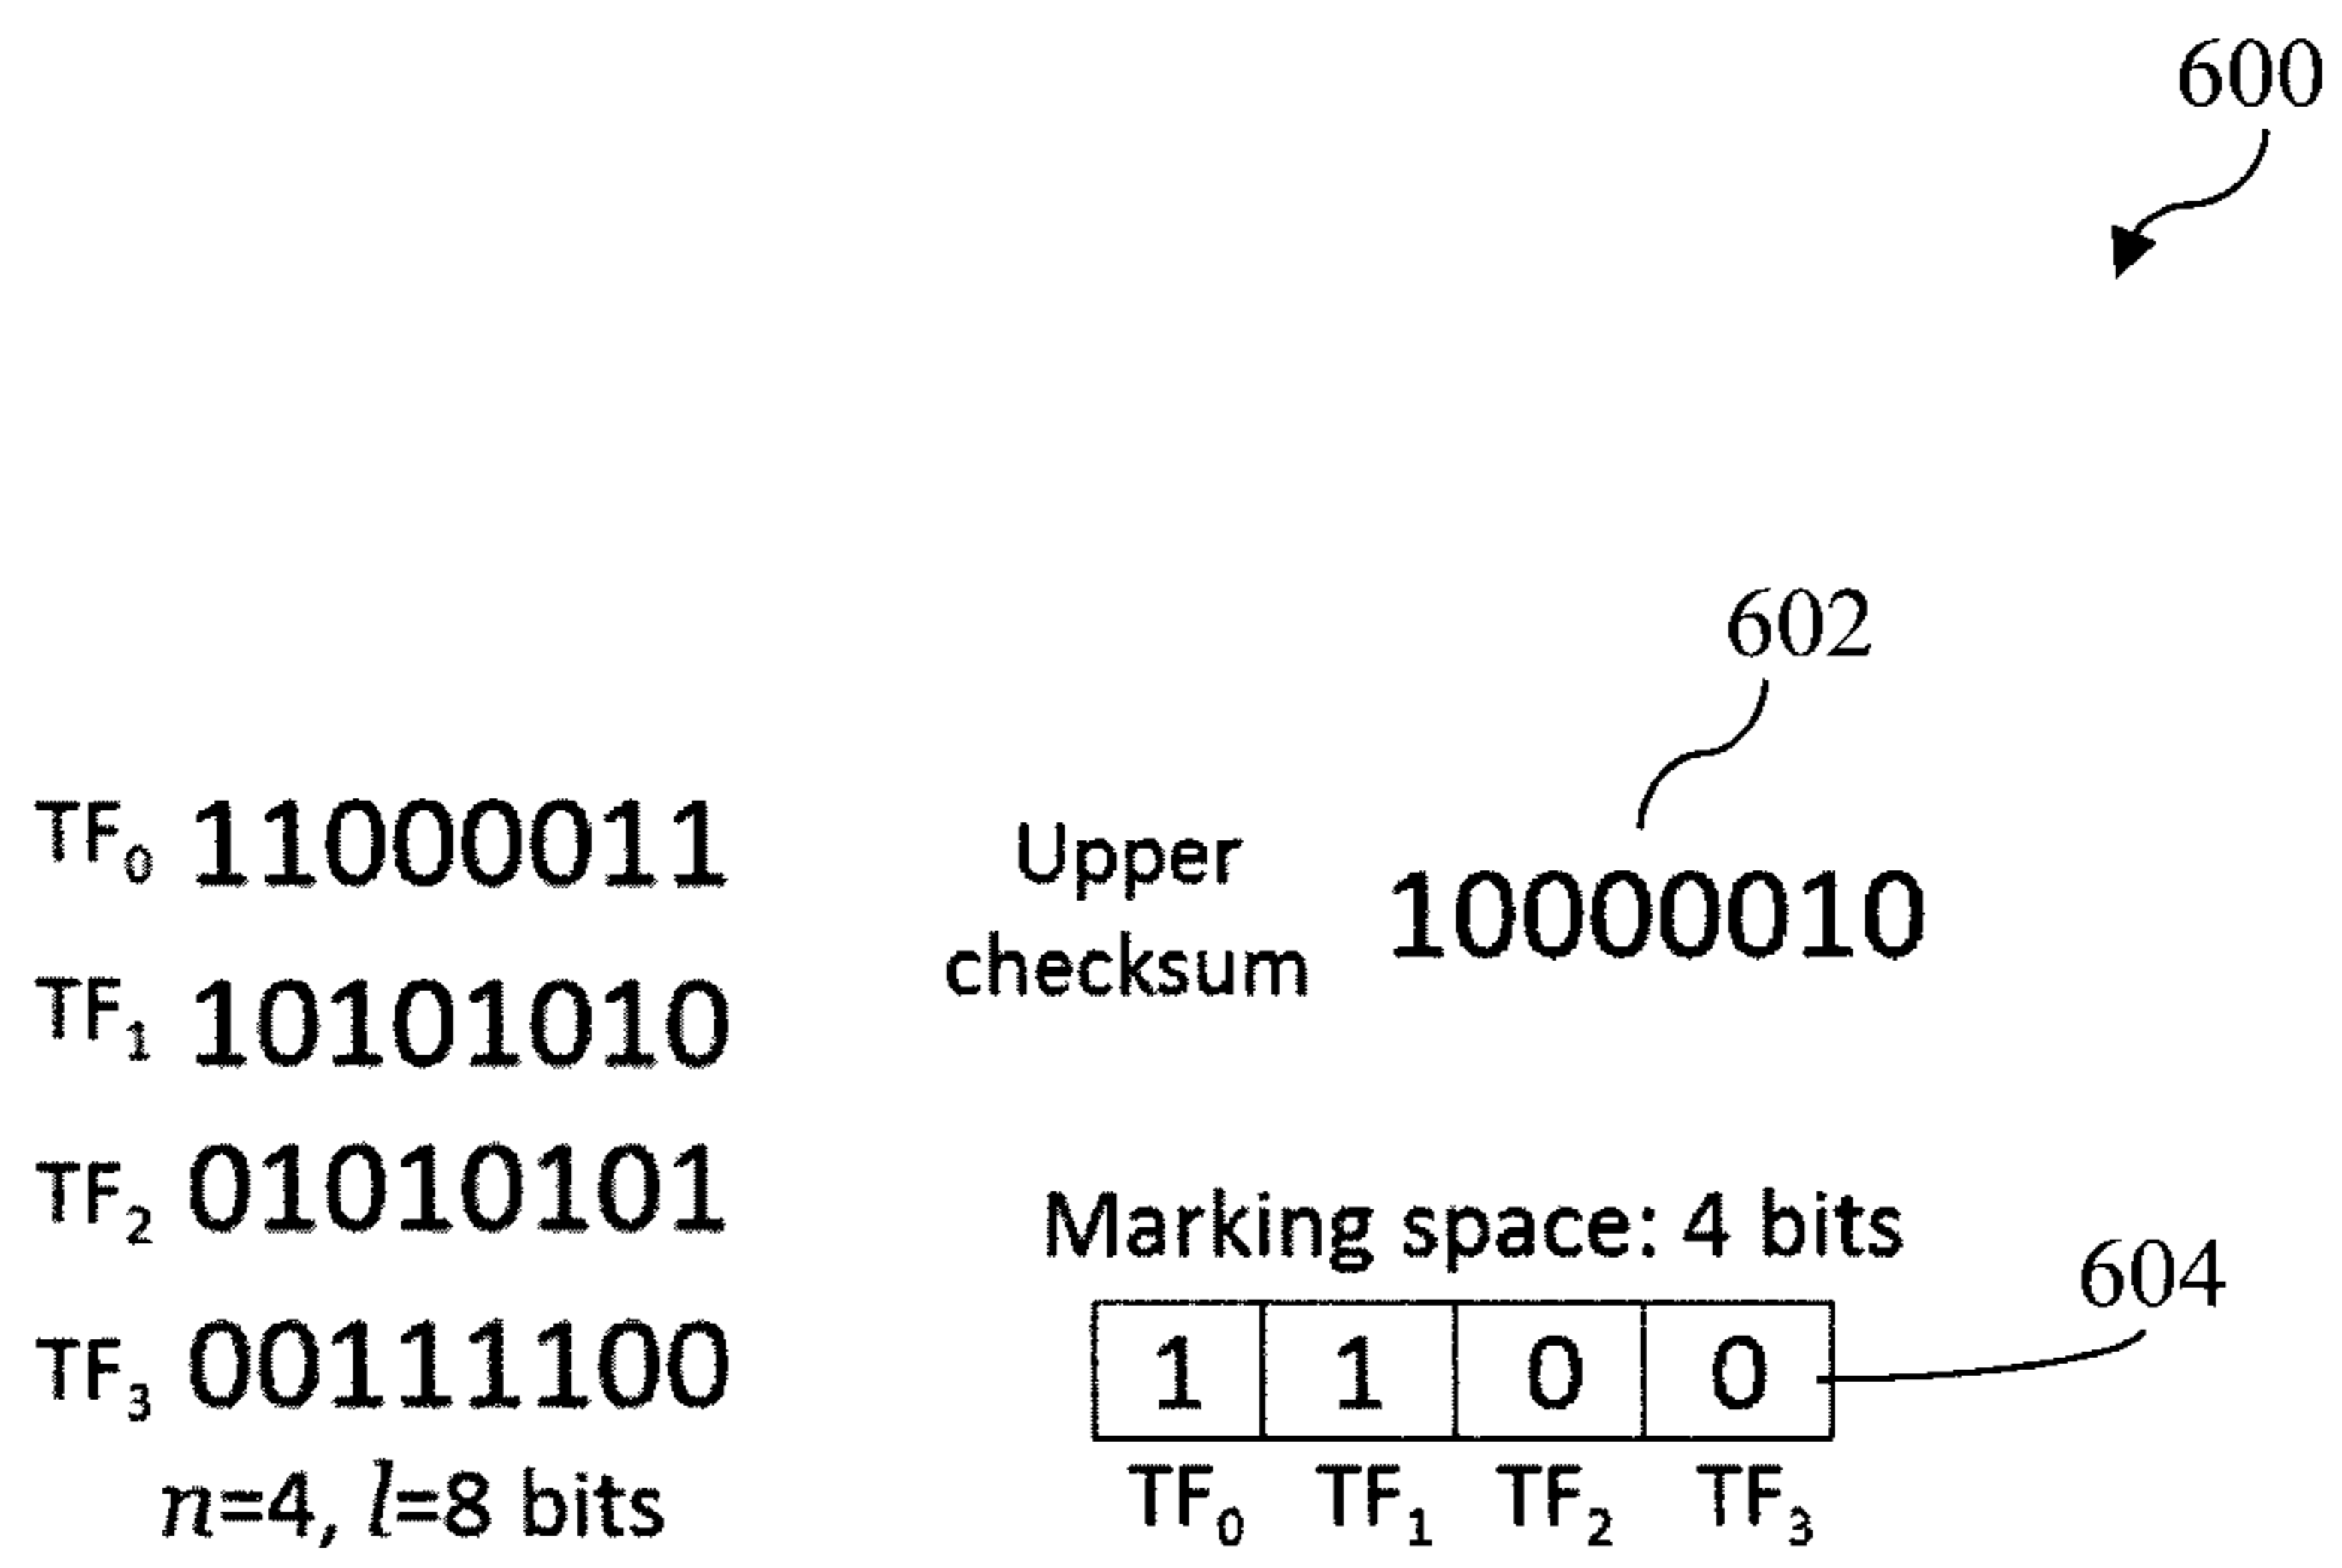 600
602
TF0 11000011
Upper
checksum
10000010
TF1 10101010
TF2 01010101
Marking space: 4 bits
604
TF3 00111100
1 1 0 0
n=4, l=8 bits
TF0 TF1 TF2 TF3